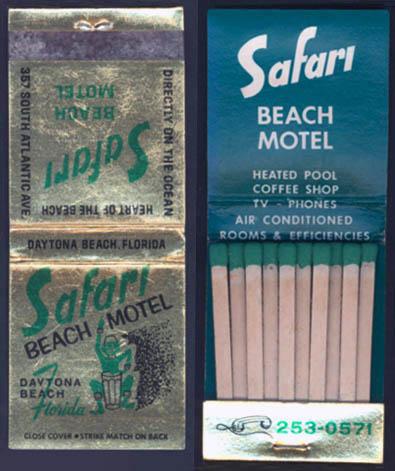 357 SOUTH ATLANTIC AVE.
HEART OF THE BEACH
DIRECTLY ON THE OCEAN
Safari
BEACH
MOTEL
DAYTONA BEACH, FLORIDA
Safari
BEACH MOTEL
DAYTONA
BEACH
Florida
CLOSE COVER • STRIKE MATCH ON BACK
Safari
BEACH
MOTEL
HEATED POOL
COFFEE SHOP
TV - PHONES
AIR CONDITIONED
ROOMS & EFFICIENCIES
253-0571